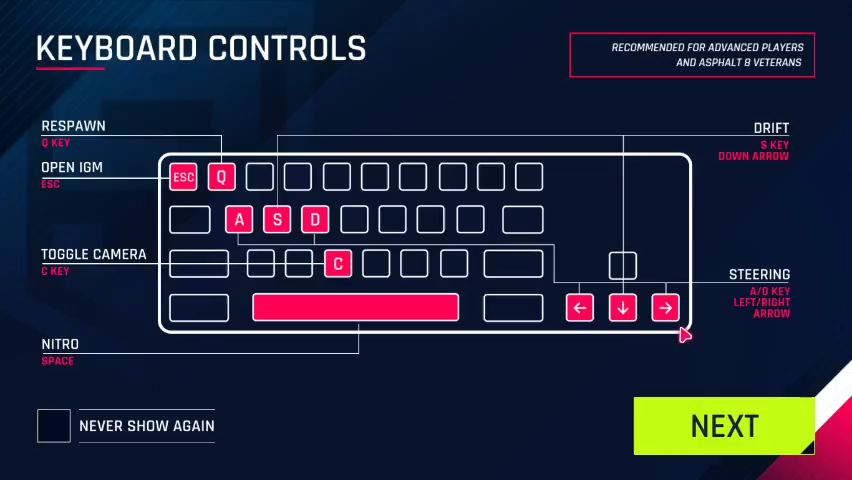 KEYBOARD CONTROLS
RECOMMENDED FOR ADVANCED PLAYERS
AND ASPHALT 8 VETERANS
RESPAWN
Q KEY
OPEN IGM
ESC
TOGGLE CAMERA
C KEY
NITRO
SPACE
ESC
Q
A
S
D
C
DRIFT
S KEY
DOWN ARROW
STEERING
A/D KEY
LEFT/RIGHT
ARROW
NEVER SHOW AGAIN
NEXT